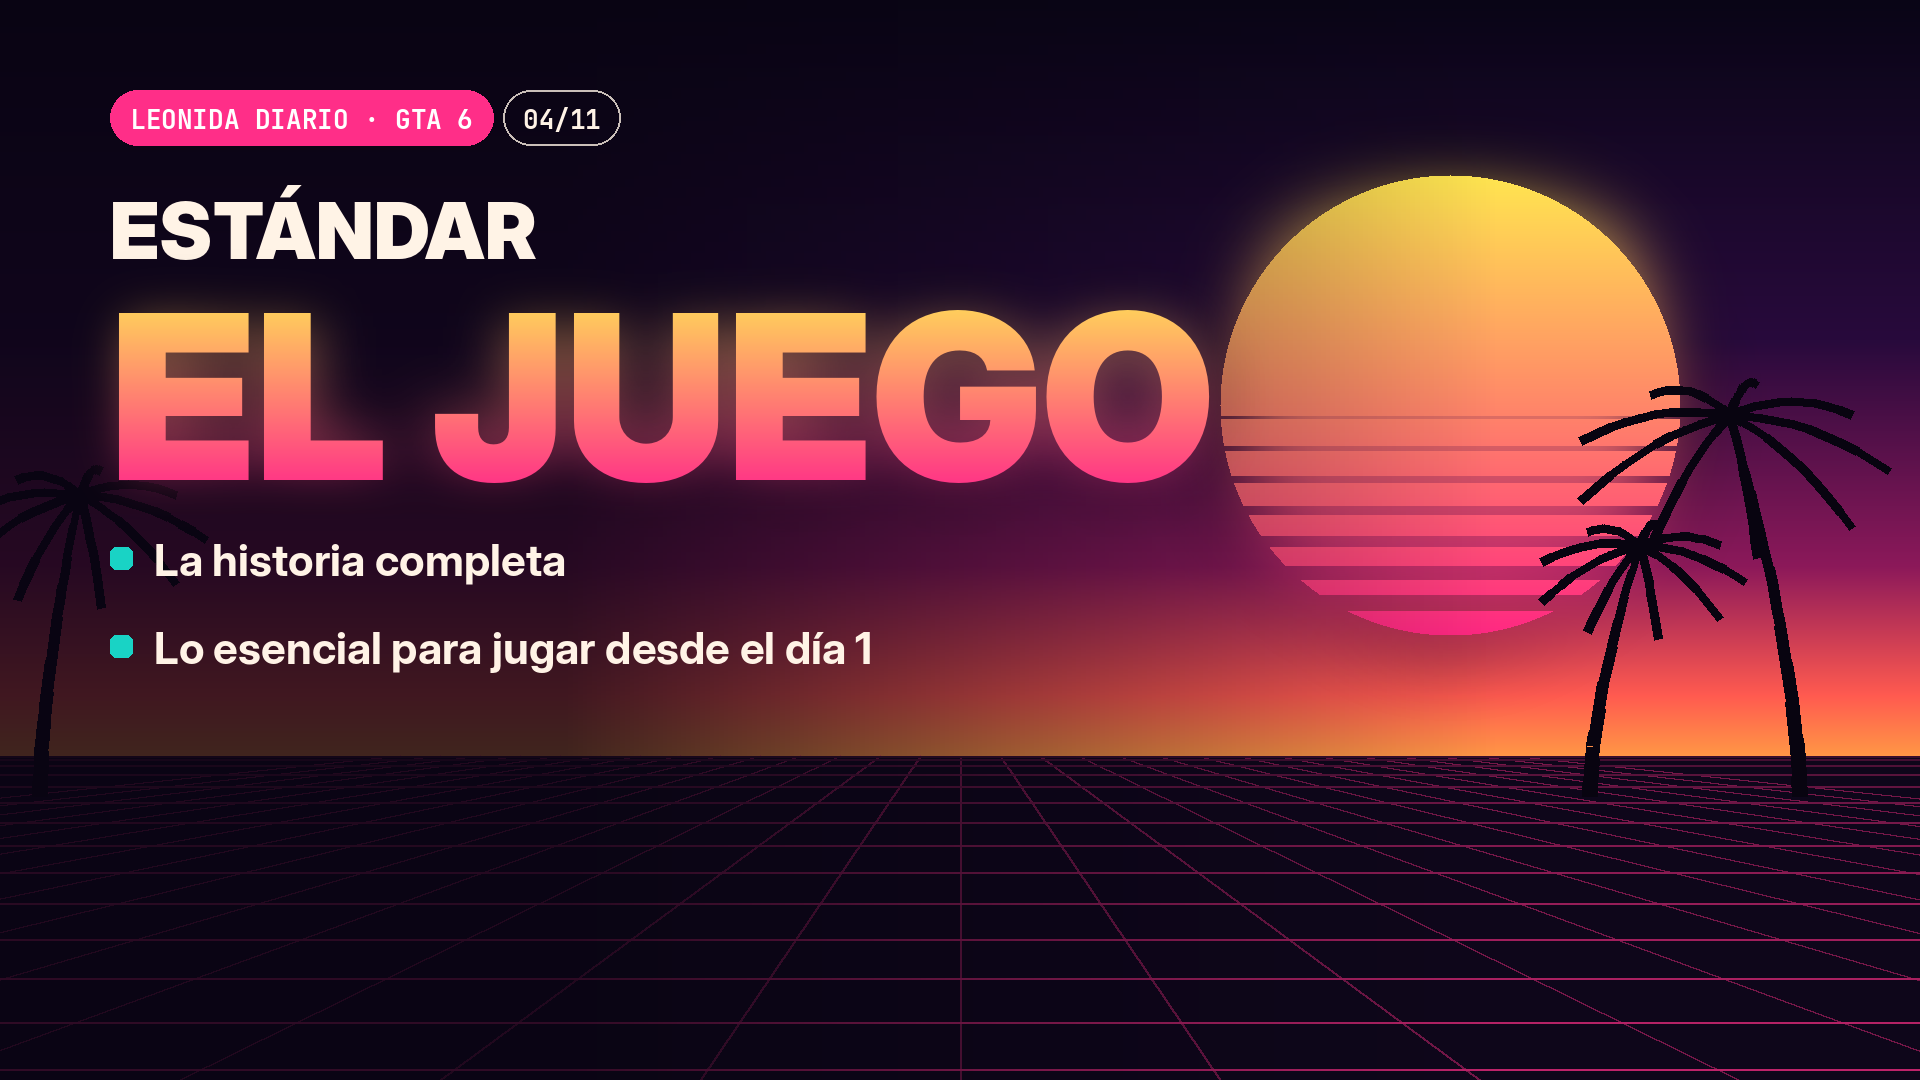 LEONIDA DIARIO · GTA 6
04/11
ESTÁNDAR
EL JUEGO
La historia completa
Lo esencial para jugar desde el día 1